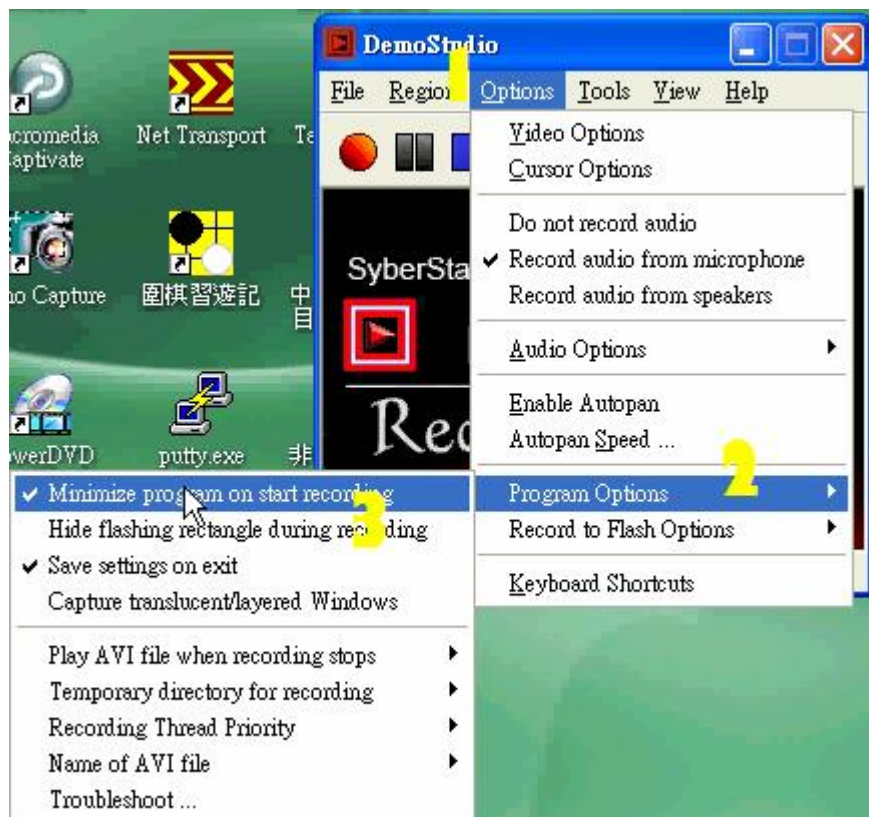 DemoStudio
File Region Options Tools View Help
1
Net Transport
圍棋習遊記
putty.exe
SyberSta
Rec
Video Options
Cursor Options
Do not record audio
Record audio from microphone
Record audio from speakers
Audio Options
Enable Autopan
Autopan Speed ...
2
Program Options
Record to Flash Options
Keyboard Shortcuts
Minimize program on start recording
3
Hide flashing rectangle during recording
Save settings on exit
Capture translucent/layered Windows
Play AVI file when recording stops
Temporary directory for recording
Recording Thread Priority
Name of AVI file
Troubleshoot ...